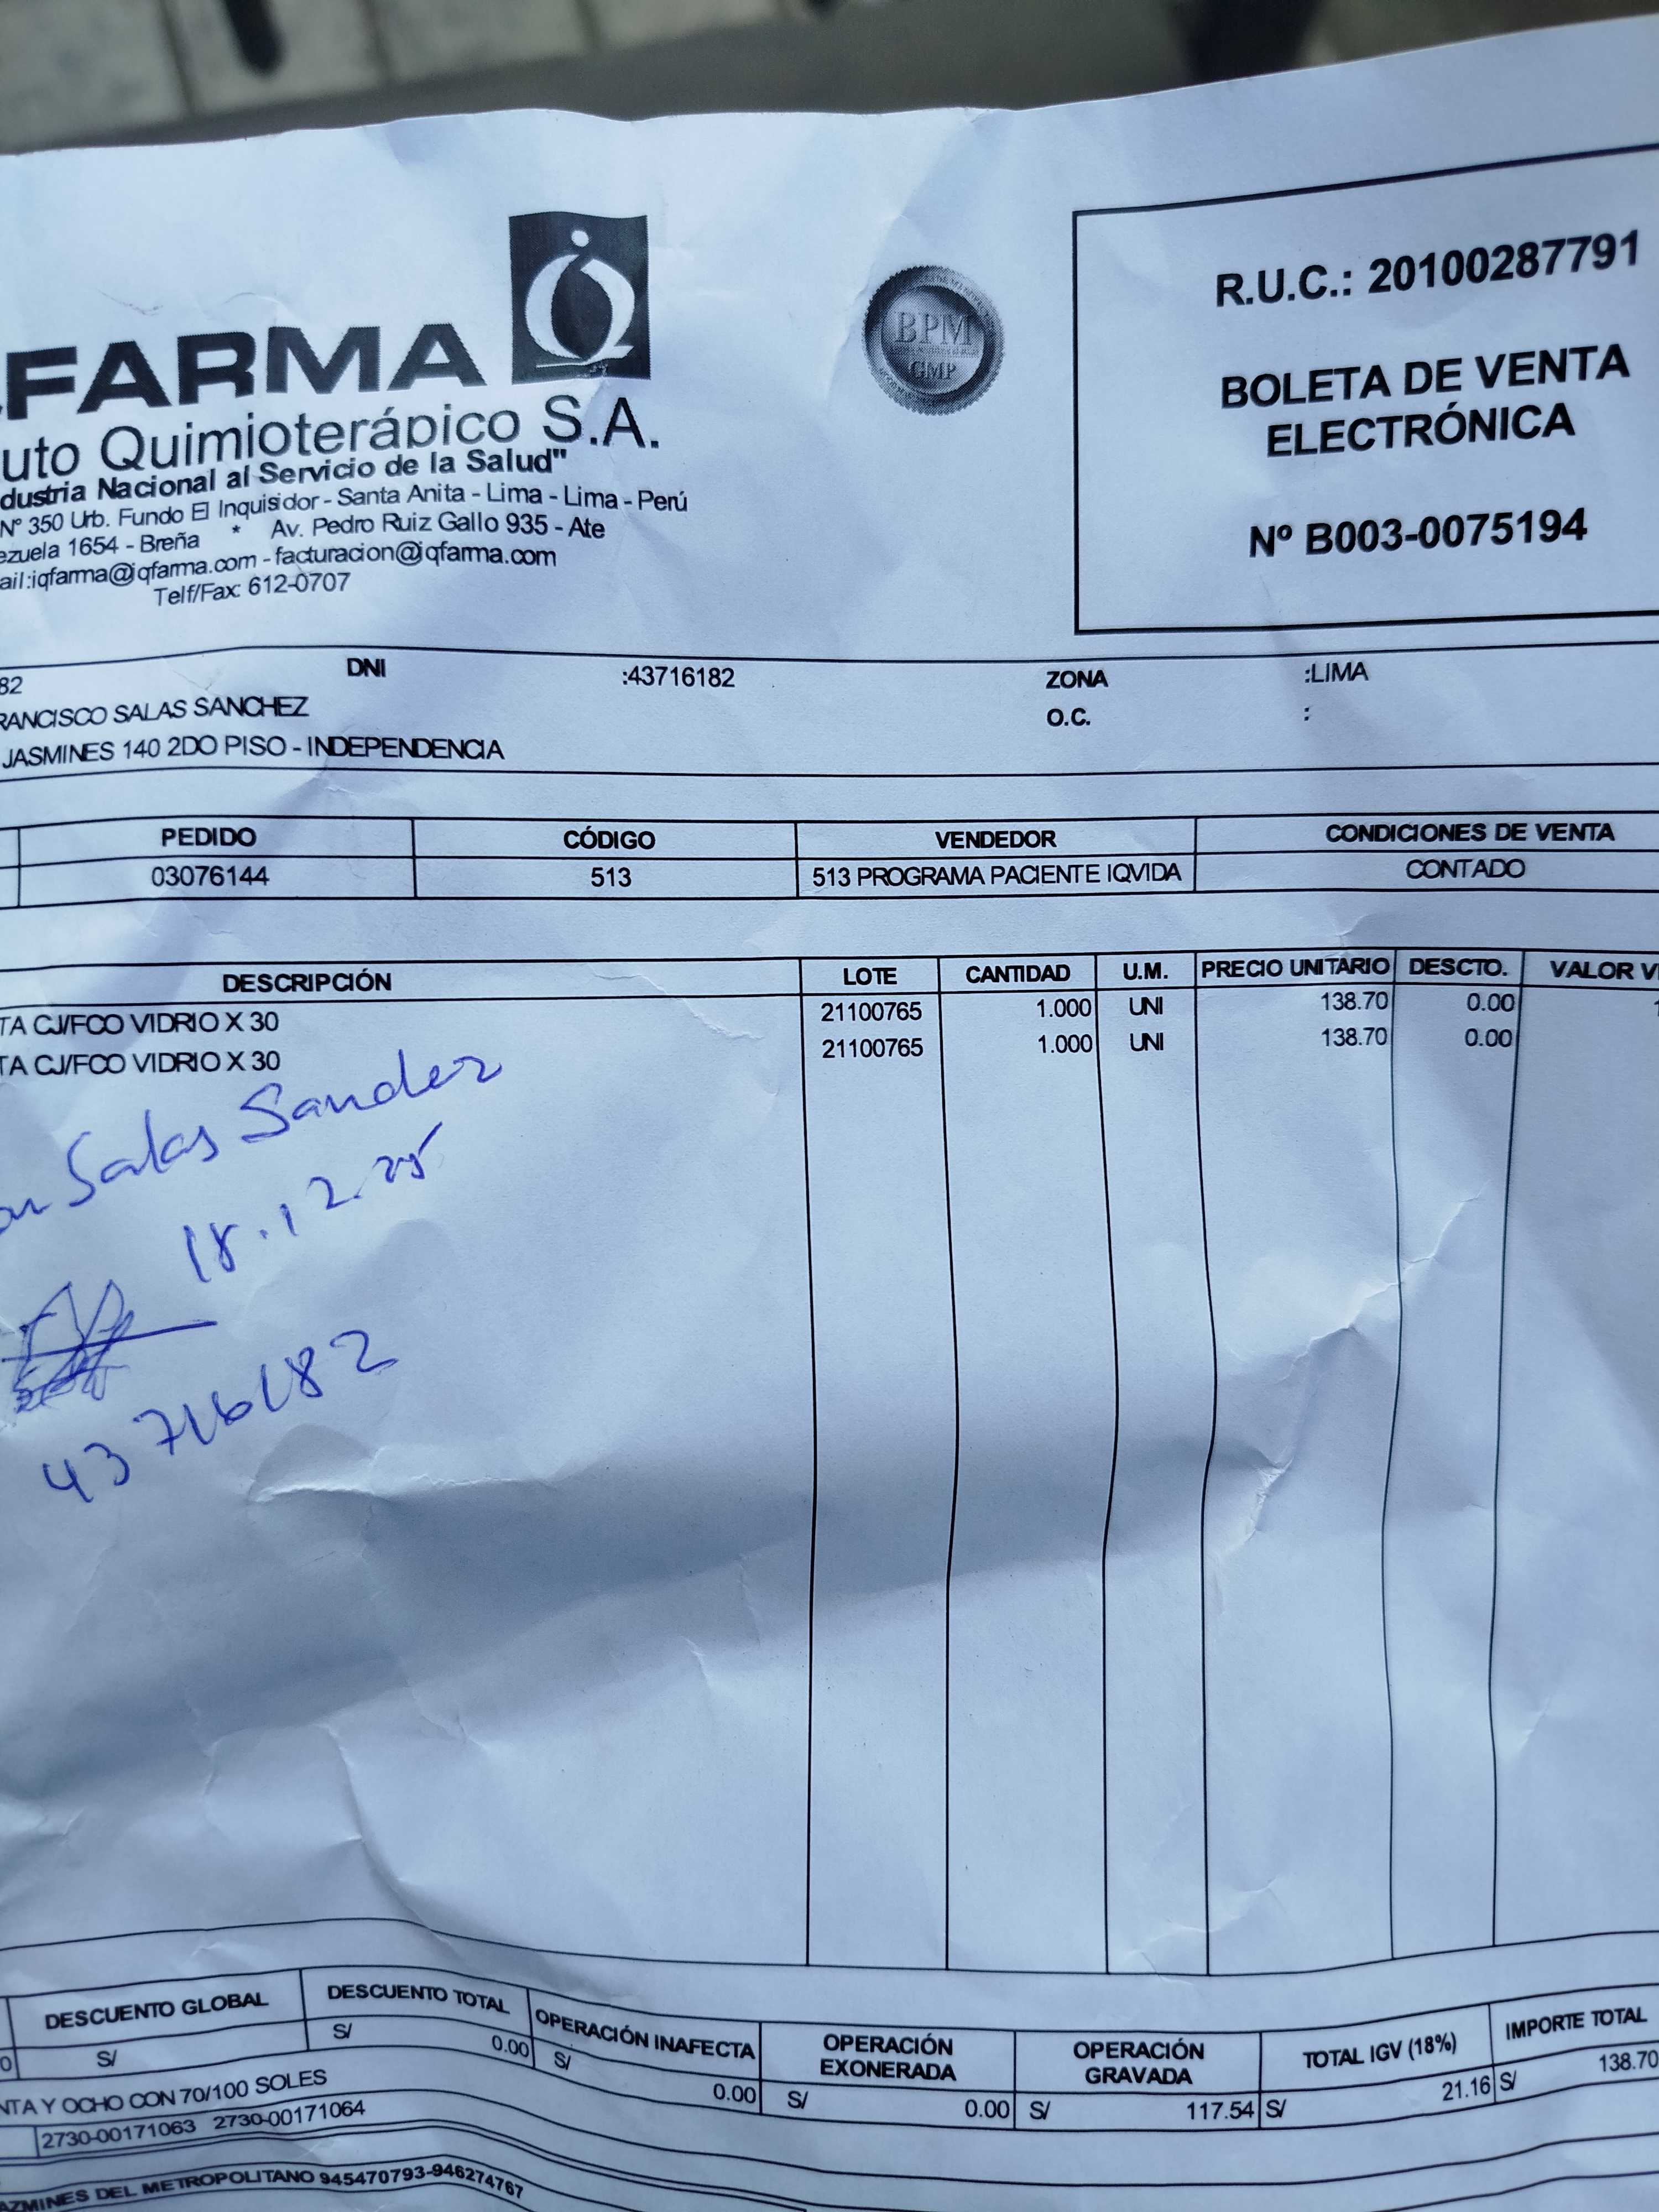 FARMA
uto Quimioterápico S.A.
dustria Nacional al Servicio de la Salud"
Nº 350 Urb. Fundo El Inquisidor - Santa Anita - Lima - Lima - Perú
ezuela 1654 - Breña * Av. Pedro Ruiz Gallo 935 - Ate
ail:iqfarma@iqfarma.com - facturacion@iqfarma.com
Telf/Fax: 612-0707
BPM
GMP
R.U.C.: 20100287791
BOLETA DE VENTA
ELECTRÓNICA
Nº B003-0075194
82 DNI :43716182 ZONA :LIMA
RANCISCO SALAS SANCHEZ O.C. :
JASMINES 140 2DO PISO - INDEPENDENCIA
PEDIDO CÓDIGO VENDEDOR CONDICIONES DE VENTA
03076144 513 513 PROGRAMA PACIENTE IQVIDA CONTADO
DESCRIPCIÓN LOTE CANTIDAD U.M. PRECIO UNITARIO DESCTO. VALOR V
TA CJ/FCO VIDRIO X 30 21100765 1.000 UNI 138.70 0.00 1
TA CJ/FCO VIDRIO X 30 21100765 1.000 UNI 138.70 0.00
Salas Sanchez
18.12.25
43716182
DESCUENTO GLOBAL DESCUENTO TOTAL OPERACIÓN INAFECTA OPERACIÓN EXONERADA OPERACIÓN GRAVADA TOTAL IGV (18%) IMPORTE TOTAL
0 S/ S/ 0.00 S/ 0.00 S/ 0.00 S/ 117.54 S/ 21.16 S/ 138.70
NTA Y OCHO CON 70/100 SOLES
2730-00171063 2730-00171064
AZMINES DEL METROPOLITANO 945470793-946274767